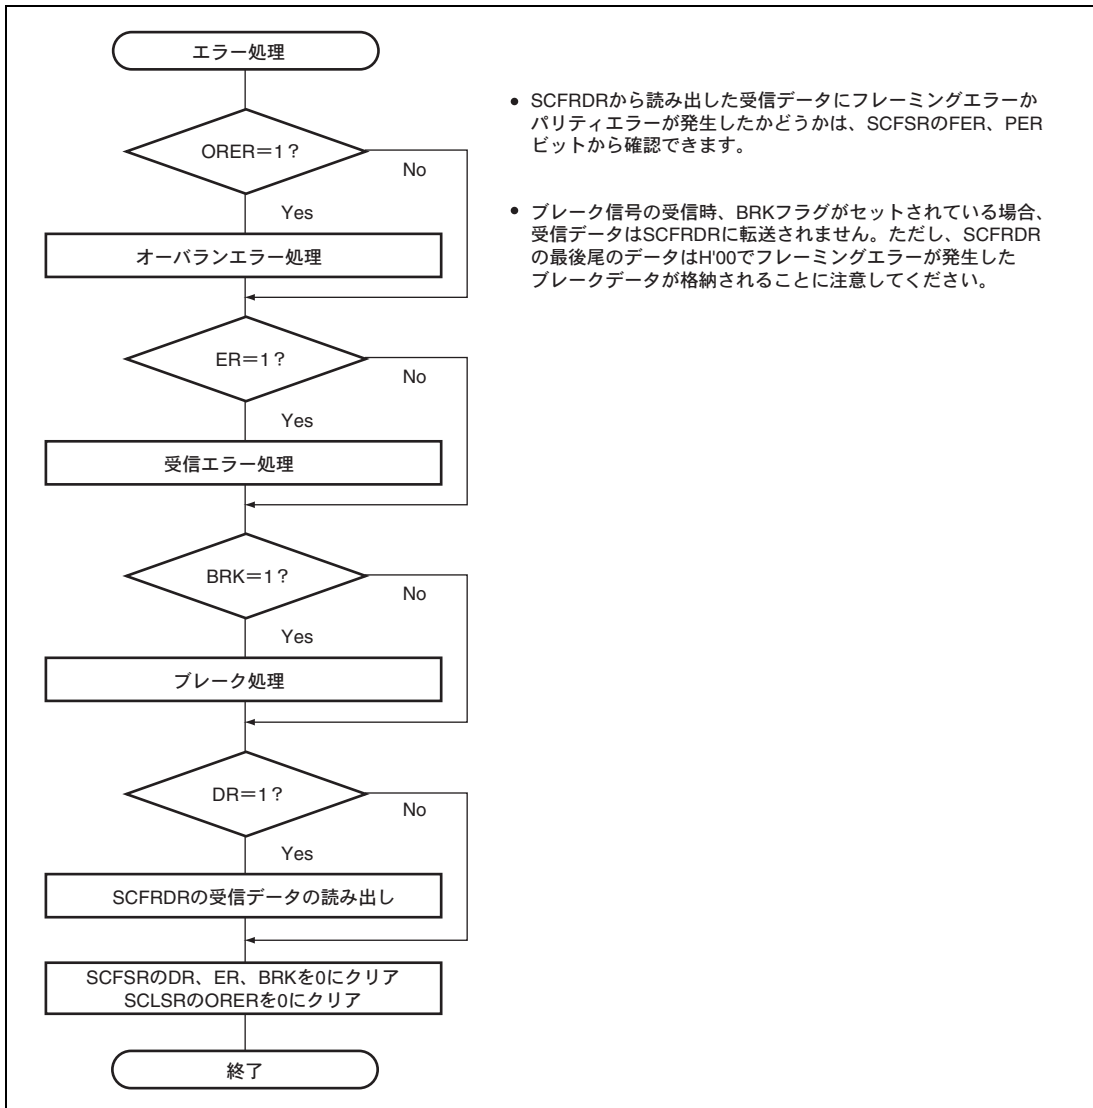 エラー処理
ORER＝1？
No
Yes
オーバランエラー処理
ER＝1？
No
Yes
受信エラー処理
BRK＝1？
No
Yes
ブレーク処理
DR＝1？
No
Yes
SCFRDRの受信データの読み出し
SCFSRのDR、ER、BRKを0にクリア
SCLSRのORERを0にクリア
終了
● SCFRDRから読み出した受信データにフレーミングエラーか
パリティエラーが発生したかどうかは、SCFSRのFER、PER
ビットから確認できます。
● ブレーク信号の受信時、BRKフラグがセットされている場合、
受信データはSCFRDRに転送されません。ただし、SCFRDR
の最後尾のデータはH'00でフレーミングエラーが発生した
ブレークデータが格納されることに注意してください。